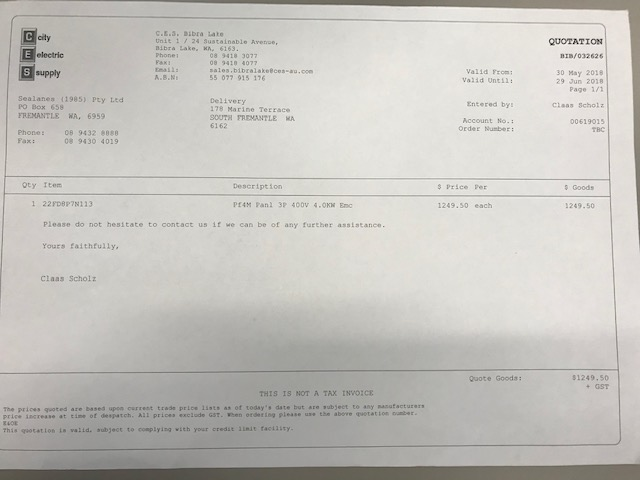 City
Electric
Supply
C.E.S. Bibra Lake
Unit 1 / 24 Sustainable Avenue,
Bibra Lake, WA, 6163.
Phone: 08 9418 3077
Fax: 08 9418 4077
Email: sales.bibralake@ces-au.com
A.B.N: 55 077 915 176
QUOTATION
BIB/032626
Valid From: 30 May 2018
Valid Until: 29 Jun 2018
Page 1/1
Entered by: Claas Scholz
Account No.: 00619015
Order Number: TBC
Sealanes (1985) Pty Ltd
PO Box 658
FREMANTLE WA, 6959
Phone: 08 9432 8888
Fax: 08 9430 4019
Delivery
178 Marine Terrace
SOUTH FREMANTLE WA
6162
Qty Item Description $ Price Per $ Goods
1 22FD8P7N113 Pf4M Panl 3P 400V 4.0KW Emc 1249.50 each 1249.50
Please do not hesitate to contact us if we can be of any further assistance.
Yours faithfully,
Claas Scholz
Quote Goods: $1249.50
+ GST
THIS IS NOT A TAX INVOICE
The prices quoted are based upon current trade price lists as of today's date but are subject to any manufacturers
price increase at time of despatch. All prices exclude GST. When ordering please use the above quotation number.
E&OE
This quotation is valid, subject to complying with your credit limit facility.